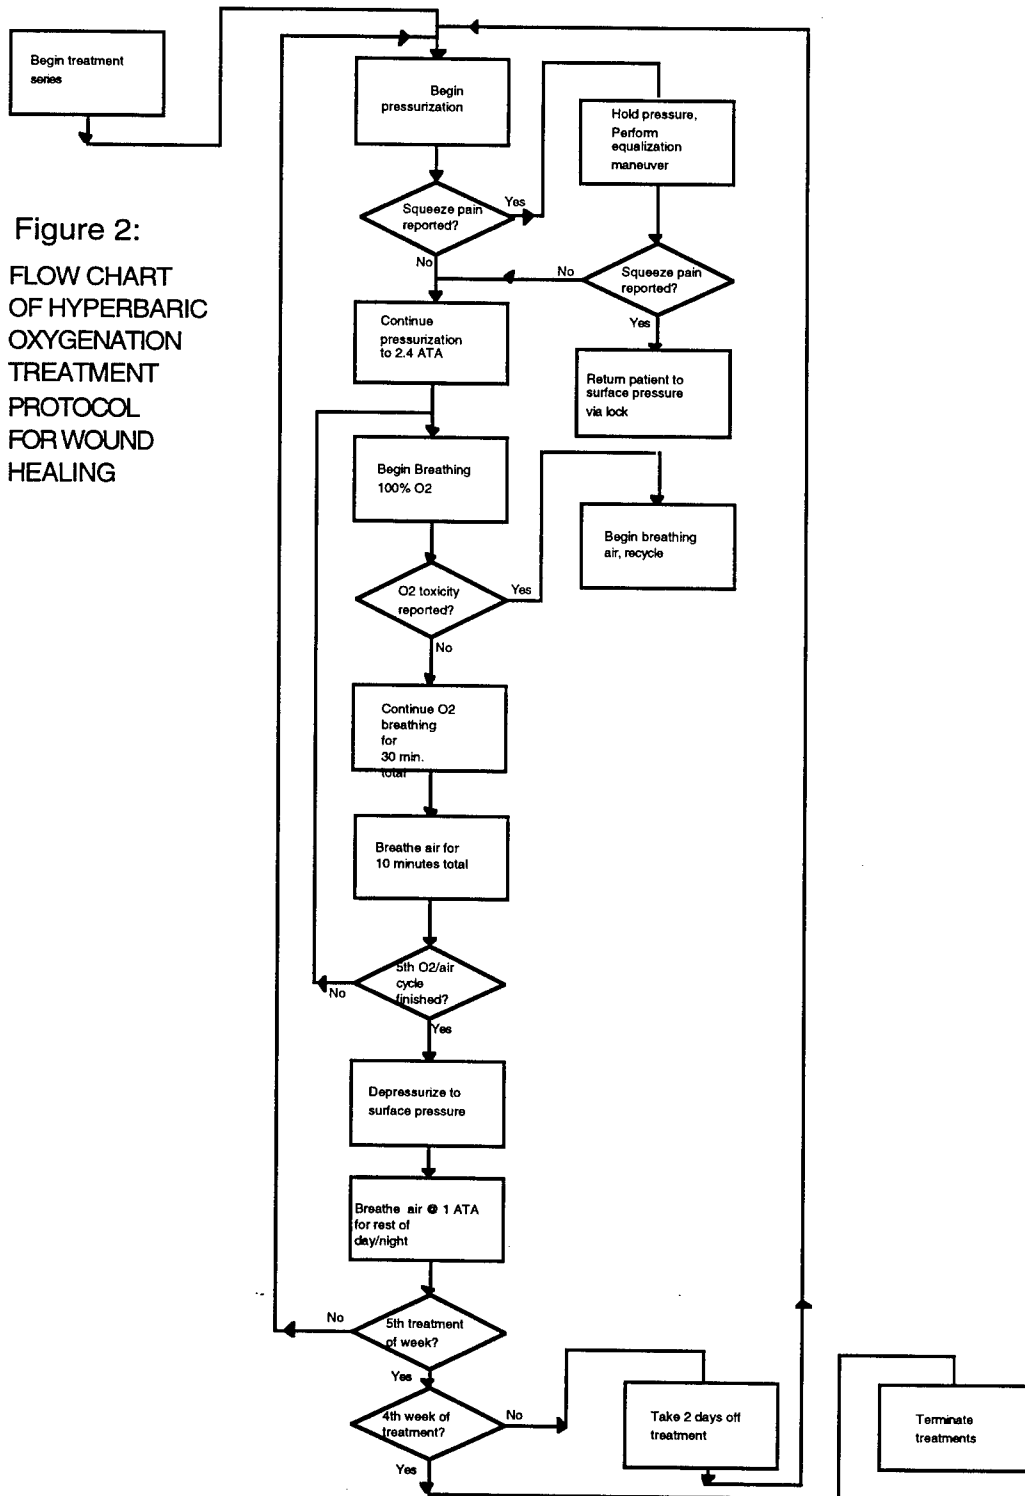 Begin treatment
series
Begin
pressurization
Hold pressure,
Perform
equalization
maneuver
Squeeze pain
reported?
Yes
No
Squeeze pain
reported?
No
Yes
Figure 2:
FLOW CHART
OF HYPERBARIC
OXYGENATION
TREATMENT
PROTOCOL
FOR WOUND
HEALING
Continue
pressurization
to 2.4 ATA
Return patient to
surface pressure
via lock
Begin Breathing
100% O2
Begin breathing
air, recycle
O2 toxicity
reported?
Yes
No
Continue O2
breathing
for
30 min.
total
Breathe air for
10 minutes total
5th O2/air
cycle
finished?
No
Yes
Depressurize to
surface pressure
Breathe air @ 1 ATA
for rest of
day/night
No
5th treatment
of week?
Yes
4th week of
treatment?
No
Yes
Take 2 days off
treatment
Terminate
treatments